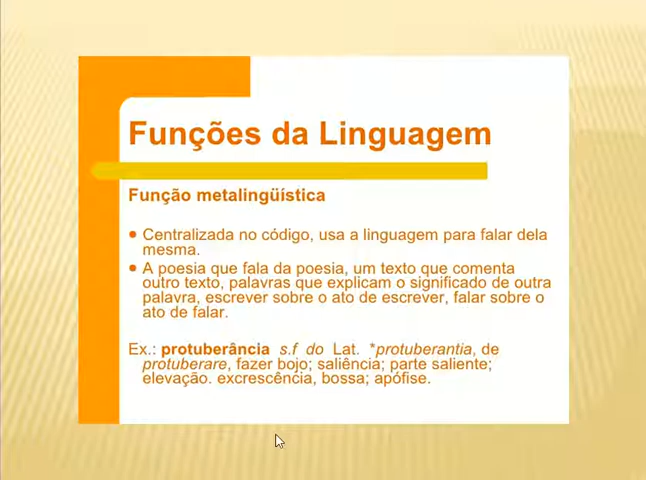 Funções da Linguagem
Função metalingüística
• Centralizada no código, usa a linguagem para falar dela
mesma.
• A poesia que fala da poesia, um texto que comenta
outro texto, palavras que explicam o significado de outra
palavra, escrever sobre o ato de escrever, falar sobre o
ato de falar.
Ex.: protuberância s.f do Lat. *protuberantia, de
protuberare, fazer bojo; saliência; parte saliente;
elevação. excrescência, bossa; apófise.